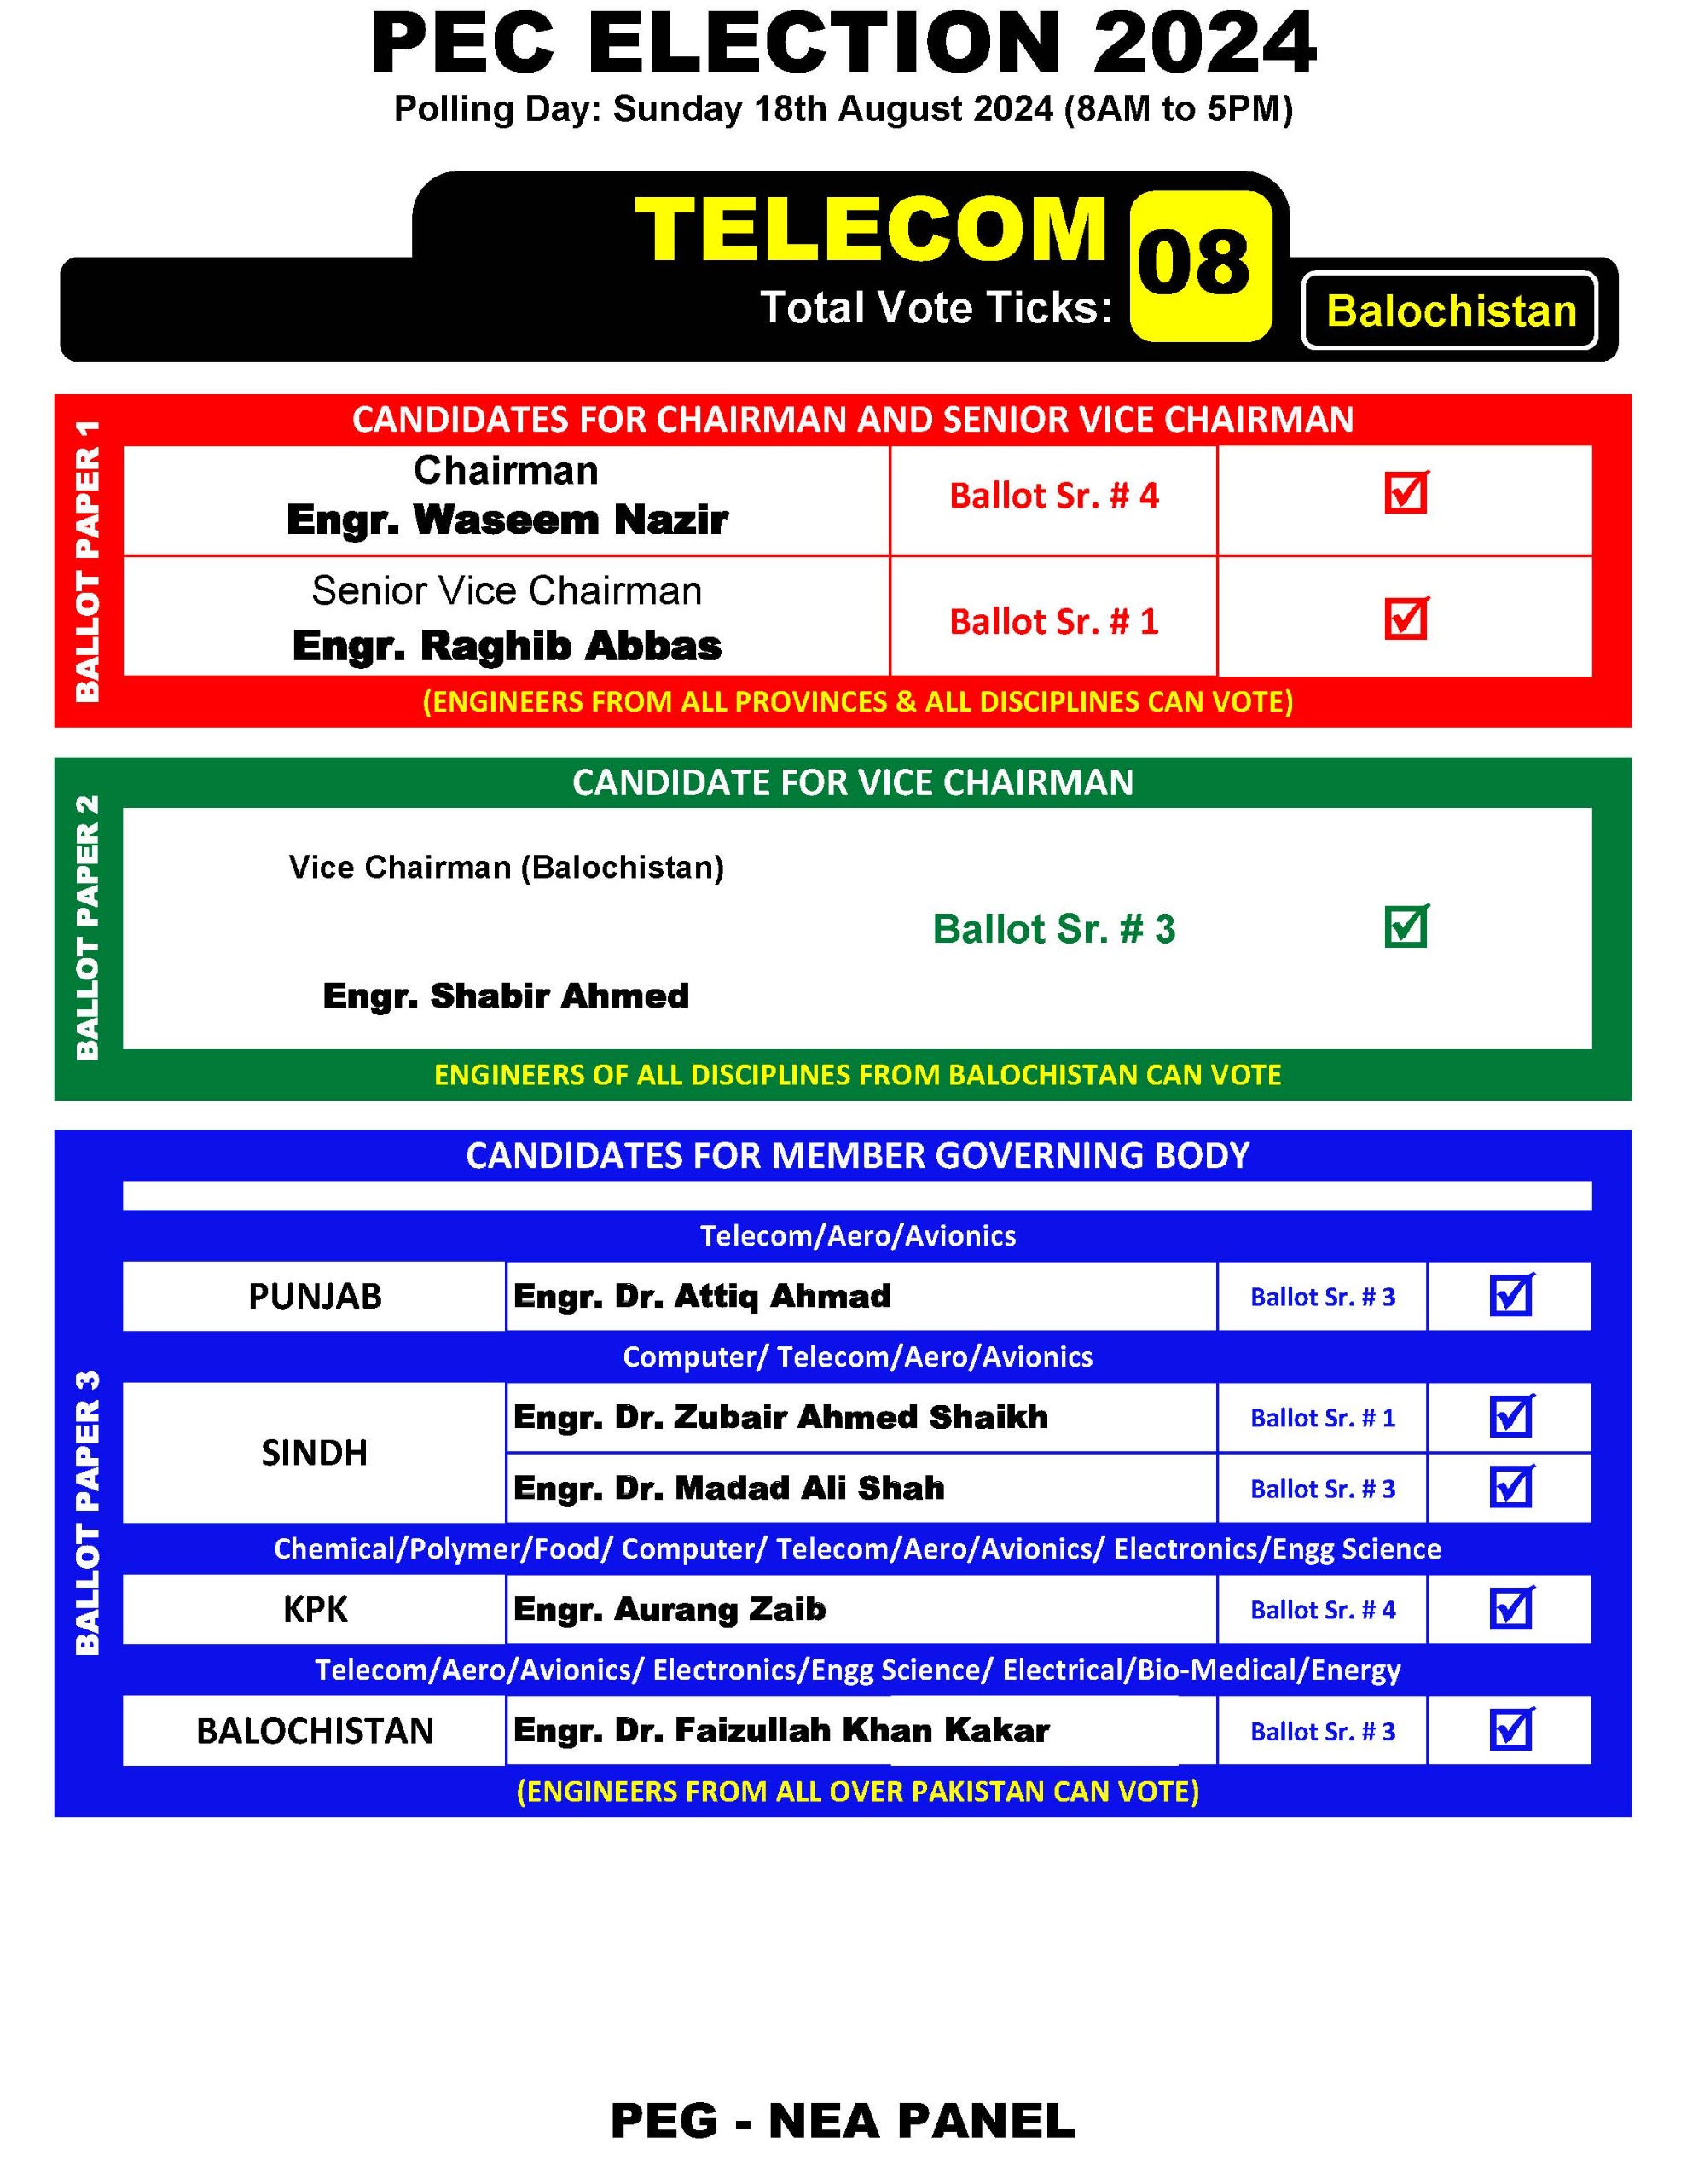 PEC ELECTION 2024
Polling Day: Sunday 18th August 2024 (8AM to 5PM)
TELECOM
08
Total Vote Ticks:
Balochistan
BALLOT PAPER 1
CANDIDATES FOR CHAIRMAN AND SENIOR VICE CHAIRMAN
Chairman
Engr. Waseem Nazir
Ballot Sr. # 4
Senior Vice Chairman
Engr. Raghib Abbas
Ballot Sr. # 1
(ENGINEERS FROM ALL PROVINCES & ALL DISCIPLINES CAN VOTE)
BALLOT PAPER 2
CANDIDATE FOR VICE CHAIRMAN
Vice Chairman (Balochistan)
Ballot Sr. # 3
Engr. Shabir Ahmed
ENGINEERS OF ALL DISCIPLINES FROM BALOCHISTAN CAN VOTE
BALLOT PAPER 3
CANDIDATES FOR MEMBER GOVERNING BODY
Telecom/Aero/Avionics
PUNJAB Engr. Dr. Attiq Ahmad Ballot Sr. # 3
Computer/ Telecom/Aero/Avionics
SINDH
Engr. Dr. Zubair Ahmed Shaikh Ballot Sr. # 1
Engr. Dr. Madad Ali Shah Ballot Sr. # 3
Chemical/Polymer/Food/ Computer/ Telecom/Aero/Avionics/ Electronics/Engg Science
KPK Engr. Aurang Zaib Ballot Sr. # 4
Telecom/Aero/Avionics/ Electronics/Engg Science/ Electrical/Bio-Medical/Energy
BALOCHISTAN Engr. Dr. Faizullah Khan Kakar Ballot Sr. # 3
(ENGINEERS FROM ALL OVER PAKISTAN CAN VOTE)
PEG - NEA PANEL